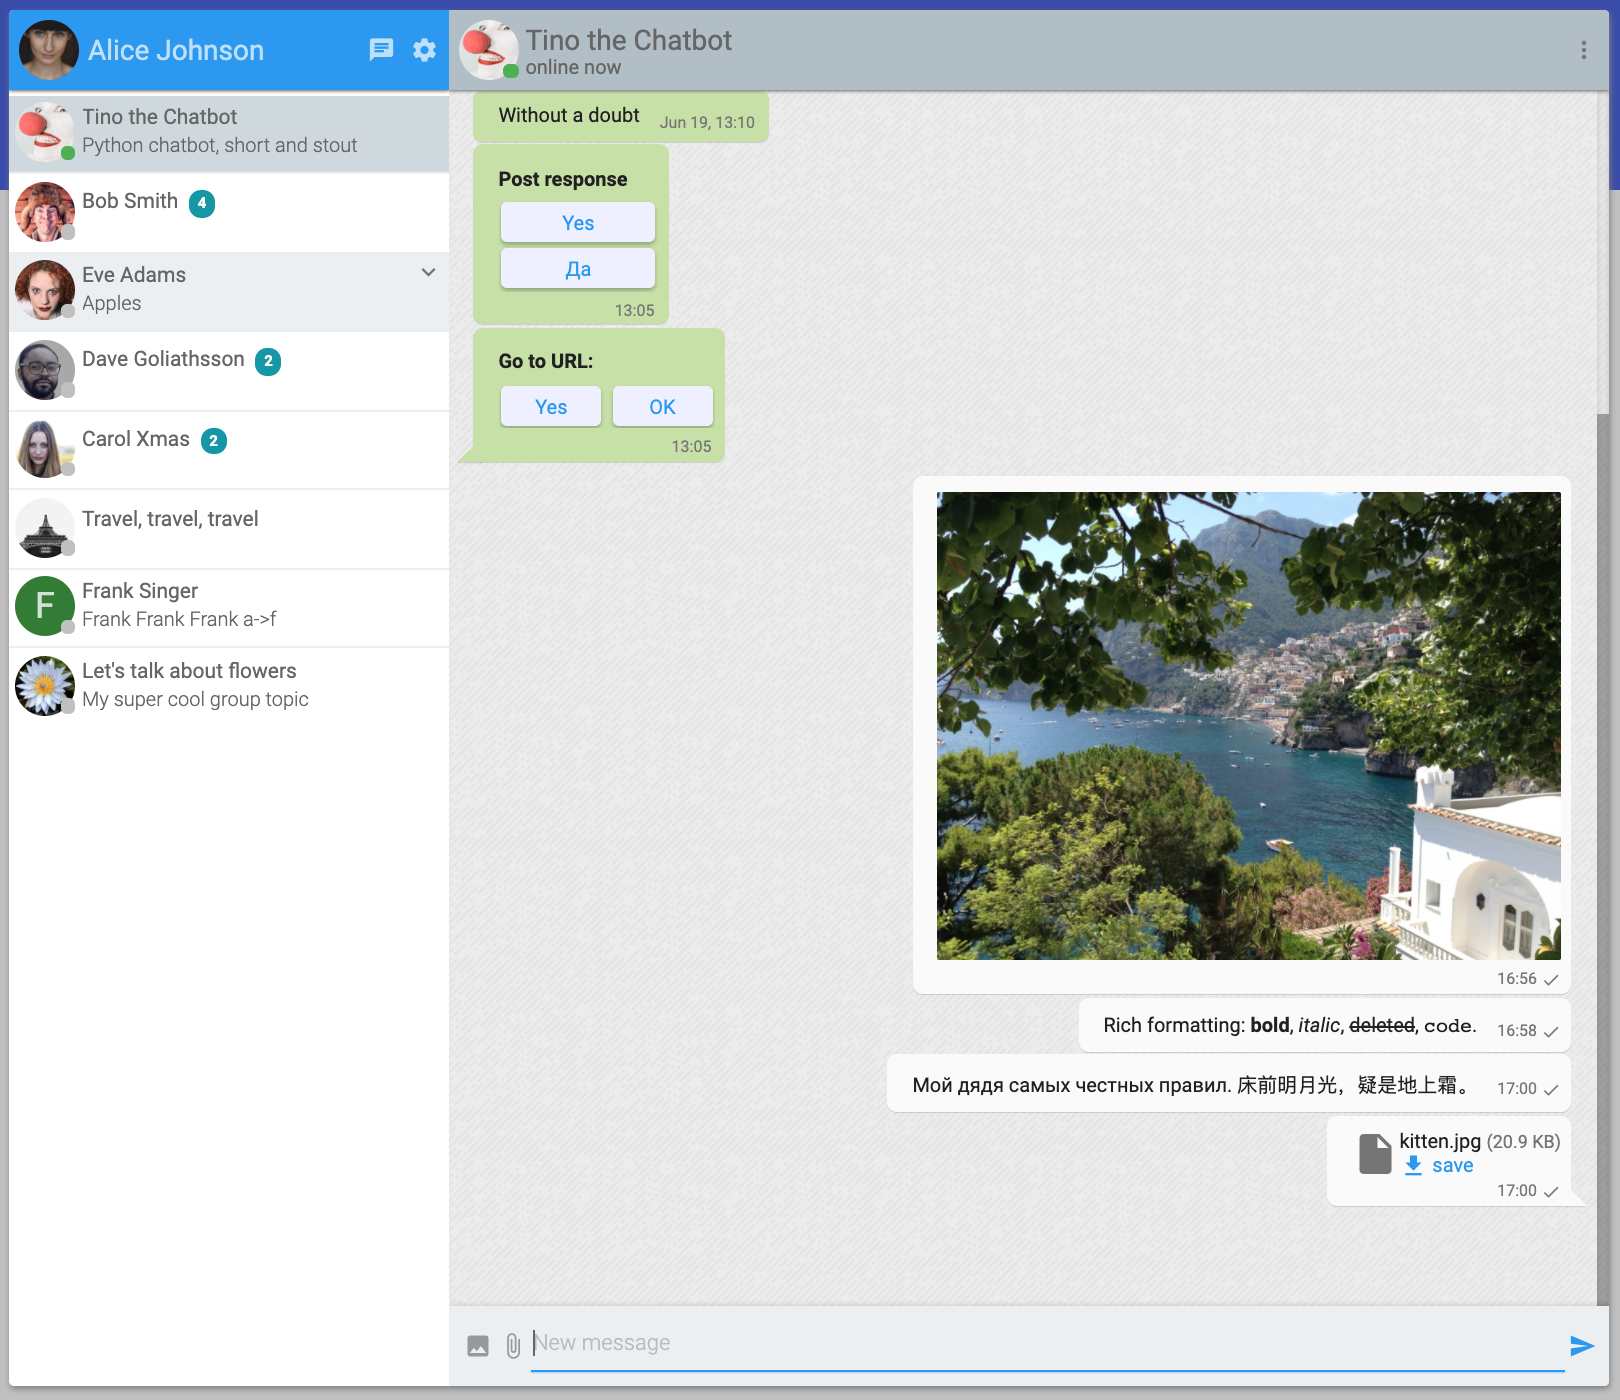 Alice Johnson
Tino the Chatbot
Python chatbot, short and stout
Bob Smith 4
Eve Adams
Apples
Dave Goliathsson 2
Carol Xmas 2
Travel, travel, travel
F
Frank Singer
Frank Frank Frank a->f
Let's talk about flowers
My super cool group topic
Tino the Chatbot
online now
Without a doubt Jun 19, 13:10
Post response
Yes
Да
13:05
Go to URL:
Yes OK
13:05
16:56
Rich formatting: bold, italic, deleted, code. 16:58
Мой дядя самых честных правил. 床前明月光，疑是地上霜。 17:00
kitten.jpg (20.9 KB)
save
17:00
New message